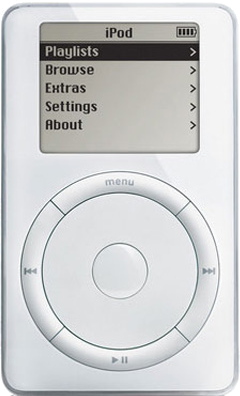 iPod
Playlists >
Browse >
Extras >
Settings >
About >
menu